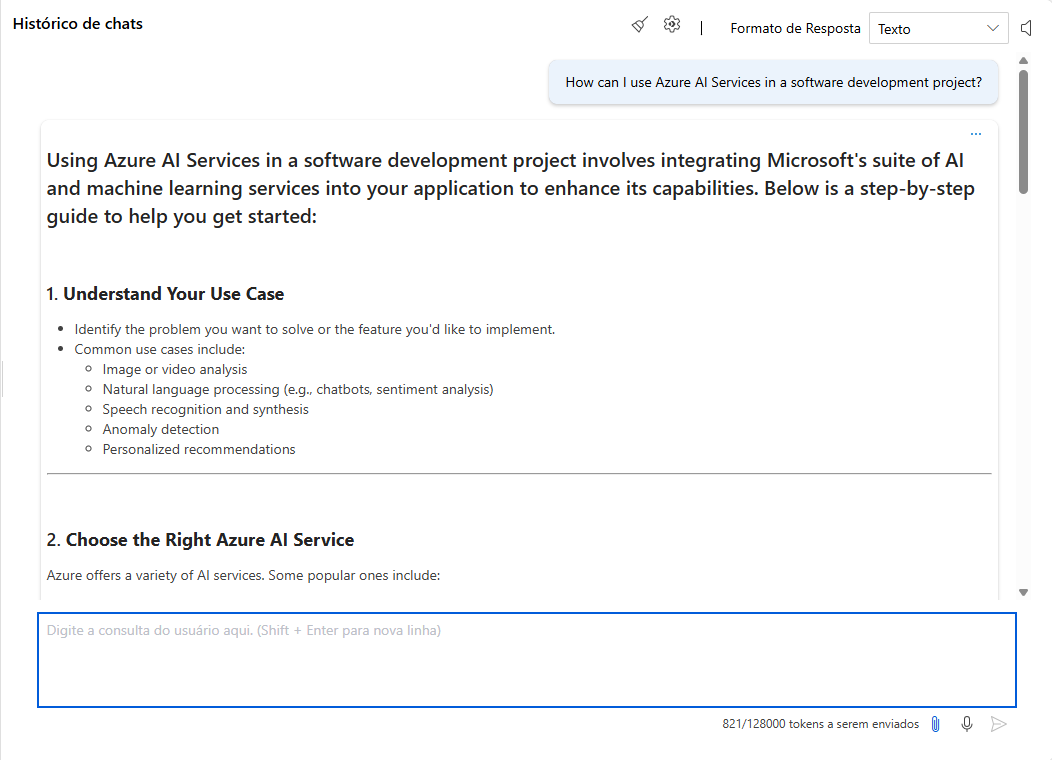 Histórico de chats
Formato de Resposta
Texto
How can I use Azure AI Services in a software development project?
Using Azure AI Services in a software development project involves integrating Microsoft's suite of AI
and machine learning services into your application to enhance its capabilities. Below is a step-by-step
guide to help you get started:
1. Understand Your Use Case
Identify the problem you want to solve or the feature you'd like to implement.
Common use cases include:
Image or video analysis
Natural language processing (e.g., chatbots, sentiment analysis)
Speech recognition and synthesis
Anomaly detection
Personalized recommendations
2. Choose the Right Azure AI Service
Azure offers a variety of AI services. Some popular ones include:
Digite a consulta do usuário aqui. (Shift + Enter para nova linha)
821/128000 tokens a serem enviados